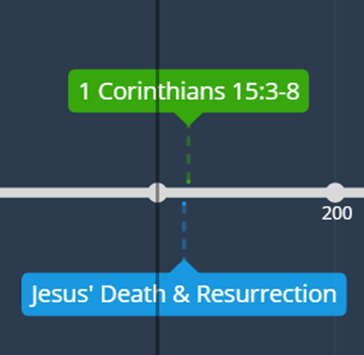 1 Corinthians 15:3-8
200
Jesus' Death & Resurrection